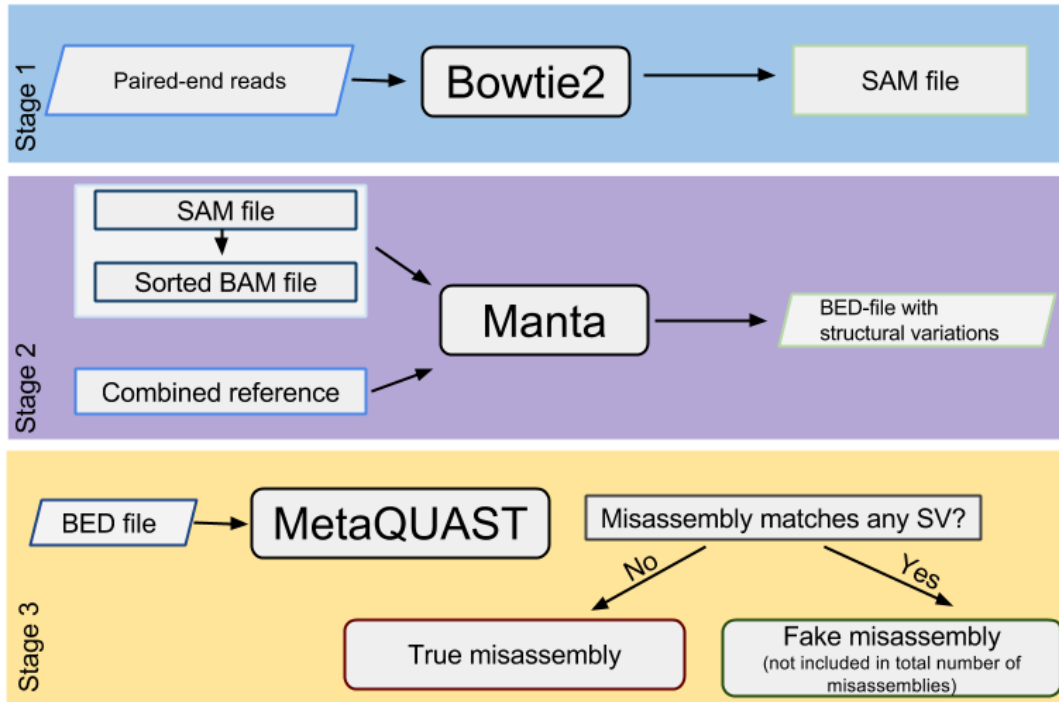 Stage 1
Paired-end reads
Bowtie2
SAM file
Stage 2
SAM file
Sorted BAM file
Combined reference
Manta
BED-file with
structural variations
Stage 3
BED file
MetaQUAST
Misassembly matches any SV?
No
Yes
True misassembly
Fake misassembly
(not included in total number of
misassemblies)